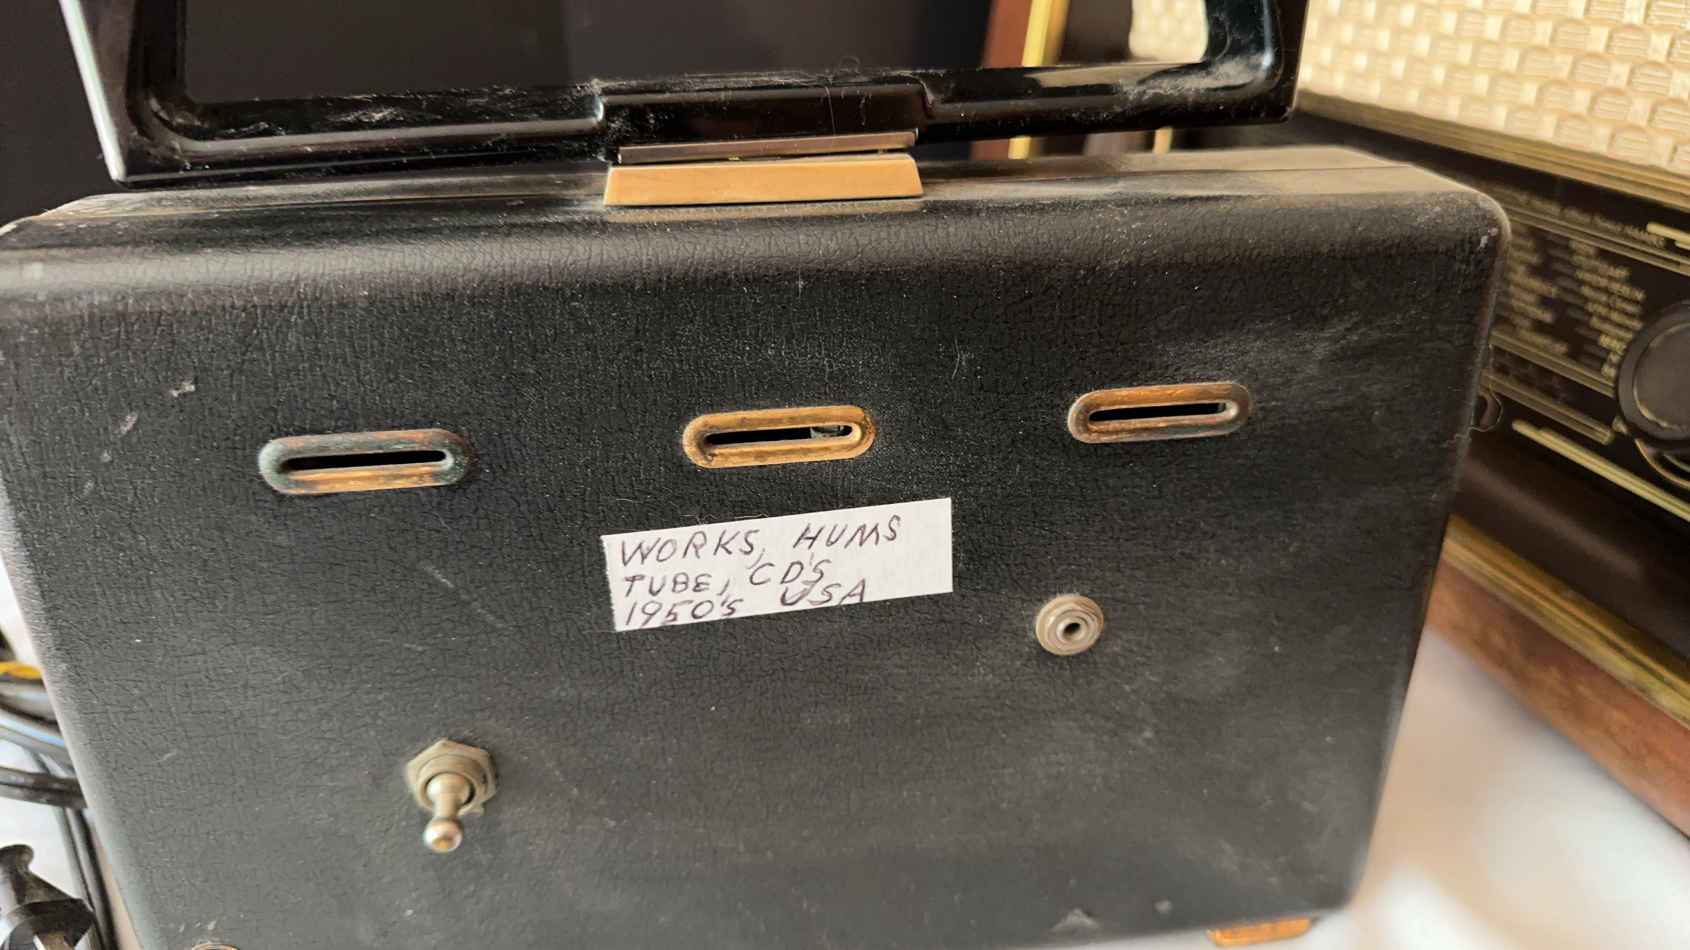 WORKS, HUMS
TUBE, CD'S
1950's USA